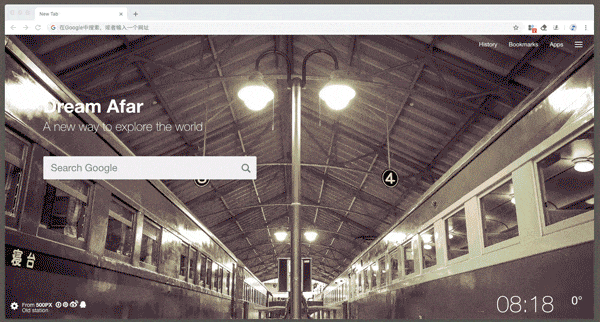 New Tab
在Google中搜索，或者输入一个网址
History
Bookmarks
Apps
Dream Afar
A new way to explore the world
Search Google
④
寝台
From 500PX
Old station
08:18
0°